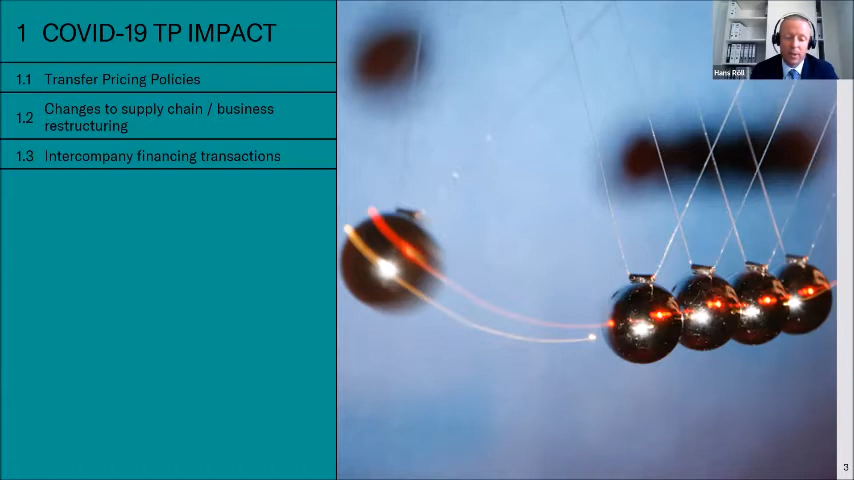 1 COVID-19 TP IMPACT
1.1 Transfer Pricing Policies
1.2 Changes to supply chain / business
restructuring
1.3 Intercompany financing transactions
Hans Röll
3